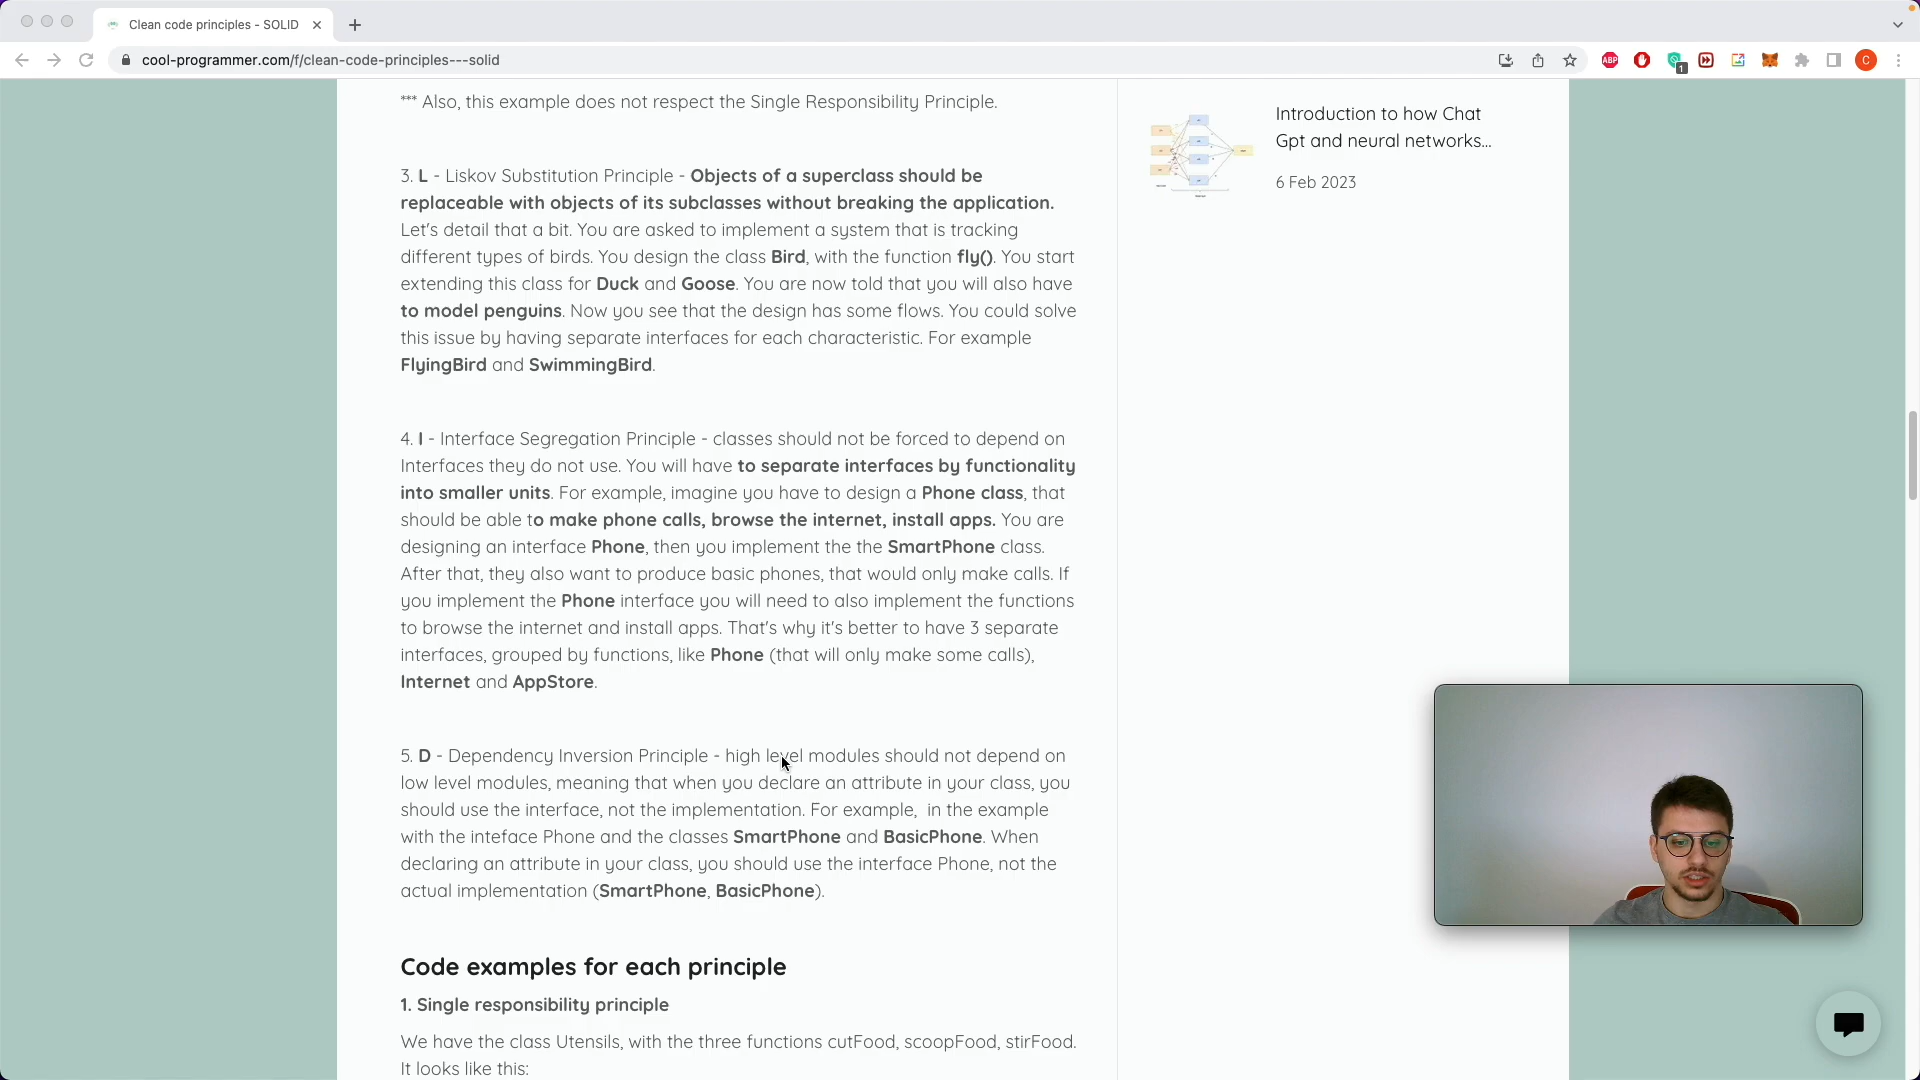 Clean code principles - SOLID
cool-programmer.com/f/clean-code-principles---solid
ABP
1
C
*** Also, this example does not respect the Single Responsibility Principle.
3. L - Liskov Substitution Principle - Objects of a superclass should be
replaceable with objects of its subclasses without breaking the application.
Let's detail that a bit. You are asked to implement a system that is tracking
different types of birds. You design the class Bird, with the function fly(). You start
extending this class for Duck and Goose. You are now told that you will also have
to model penguins. Now you see that the design has some flows. You could solve
this issue by having separate interfaces for each characteristic. For example
FlyingBird and SwimmingBird.
4. I - Interface Segregation Principle - classes should not be forced to depend on
Interfaces they do not use. You will have to separate interfaces by functionality
into smaller units. For example, imagine you have to design a Phone class, that
should be able to make phone calls, browse the internet, install apps. You are
designing an interface Phone, then you implement the the SmartPhone class.
After that, they also want to produce basic phones, that would only make calls. If
you implement the Phone interface you will need to also implement the functions
to browse the internet and install apps. That's why it's better to have 3 separate
interfaces, grouped by functions, like Phone (that will only make some calls),
Internet and AppStore.
5. D - Dependency Inversion Principle - high level modules should not depend on
low level modules, meaning that when you declare an attribute in your class, you
should use the interface, not the implementation. For example,  in the example
with the inteface Phone and the classes SmartPhone and BasicPhone. When
declaring an attribute in your class, you should use the interface Phone, not the
actual implementation (SmartPhone, BasicPhone).
Code examples for each principle
1. Single responsibility principle
We have the class Utensils, with the three functions cutFood, scoopFood, stirFood.
It looks like this:
Introduction to how Chat
Gpt and neural networks...
6 Feb 2023